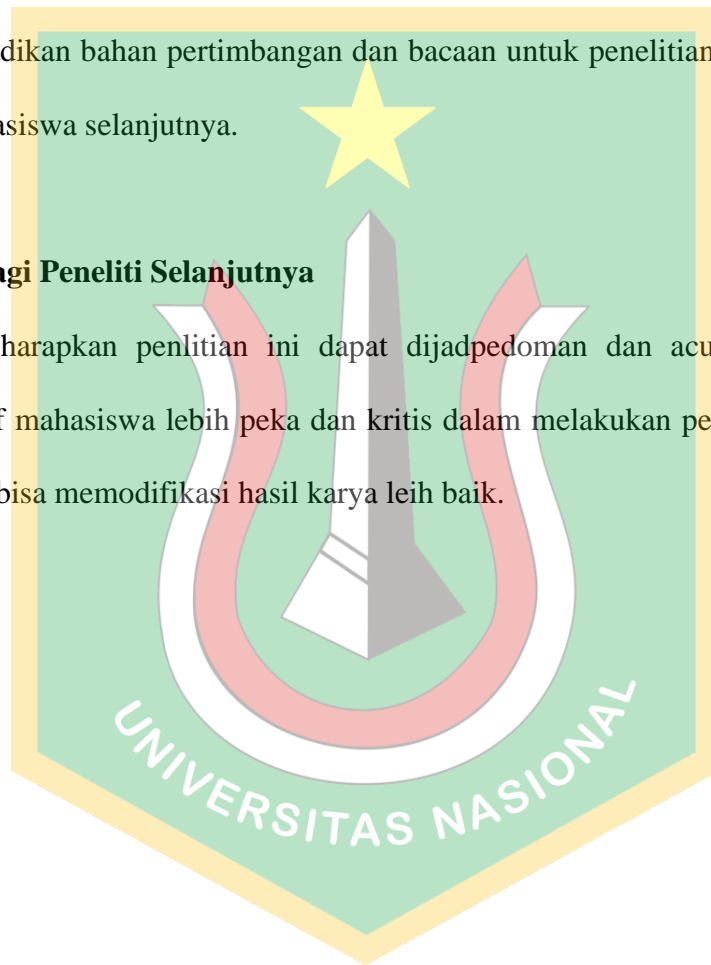 dikan bahan pertimbangan dan bacaan untuk penelitian
asiswa selanjutnya.
agi Peneliti Selanjutnya
harapkan penlitian ini dapat dijadpedoman dan acu
f mahasiswa lebih peka dan kritis dalam melakukan pe
bisa memodifikasi hasil karya leih baik.
UNIVERSITAS NASIONAL